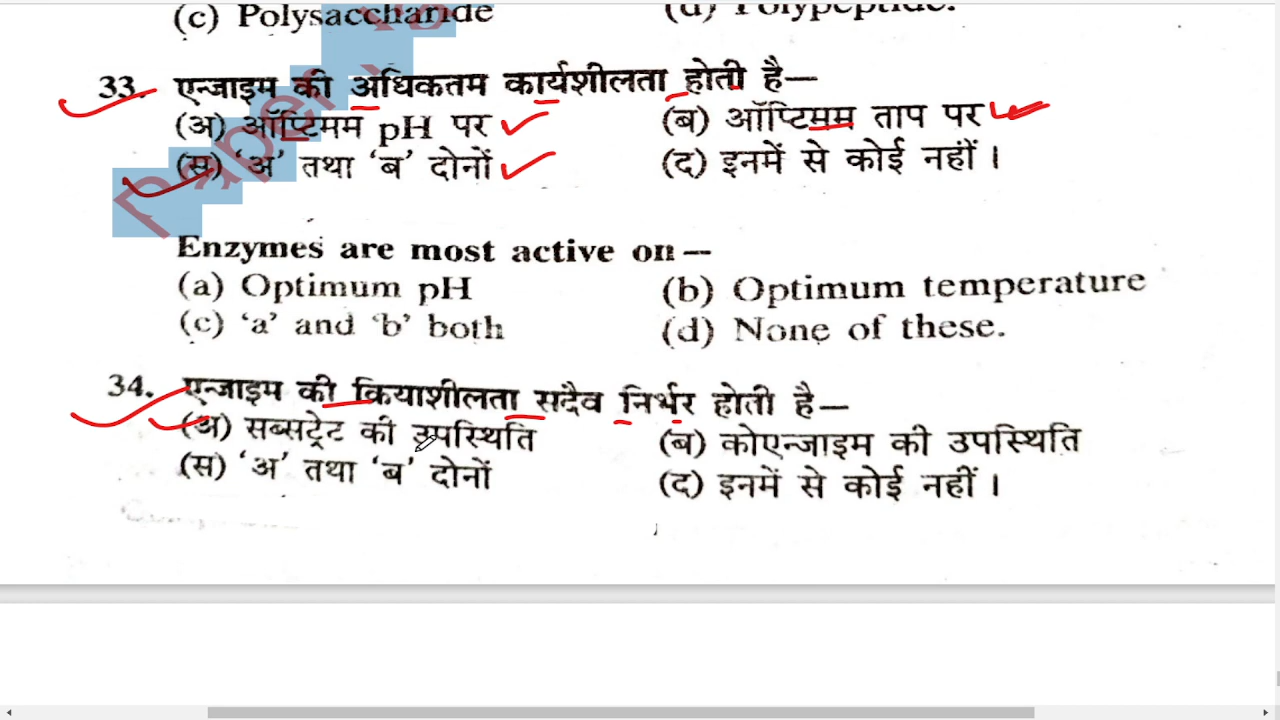 (c) Polysaccharide (d) Polypeptide.
33. एन्जाइम की अधिकतम कार्यशीलता होती है—
(अ) ऑप्टिमम pH पर (ब) ऑप्टिमम ताप पर
(स) ‘अ’ तथा ‘ब’ दोनों (द) इनमें से कोई नहीं ।
Enzymes are most active on—
(a) Optimum pH (b) Optimum temperature
(c) ‘a’ and ‘b’ both (d) None of these.
34. एन्जाइम की क्रियाशीलता सदैव निर्भर होती है—
(अ) सब्सट्रेट की उपस्थिति (ब) कोएन्जाइम की उपस्थिति
(स) ‘अ’ तथा ‘ब’ दोनों (द) इनमें से कोई नहीं ।